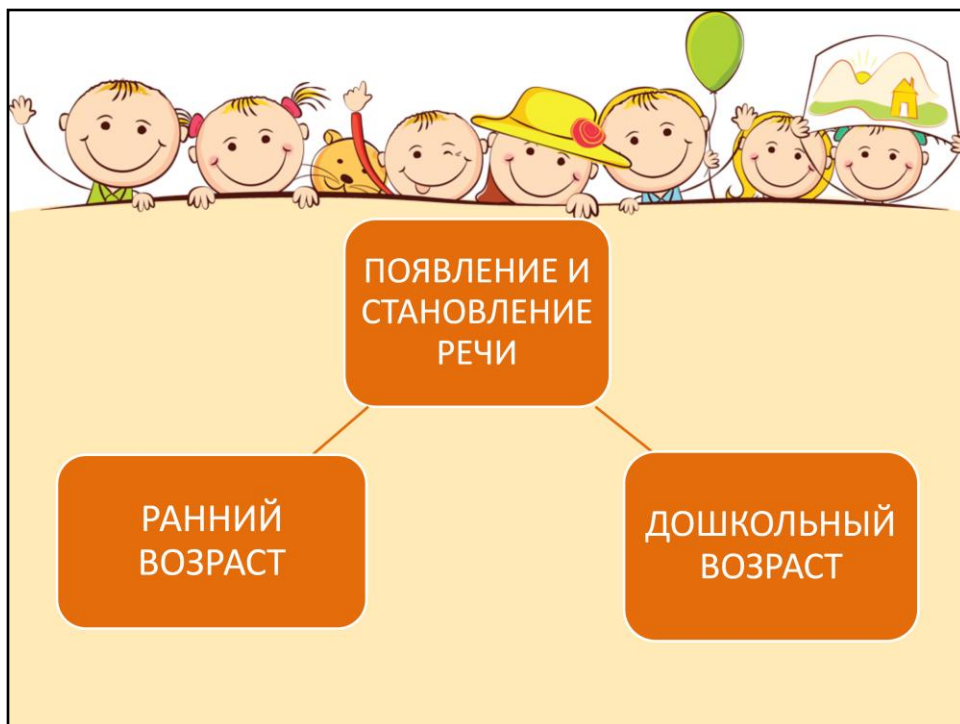 ПОЯВЛЕНИЕ И
СТАНОВЛЕНИЕ
РЕЧИ
РАННИЙ
ВОЗРАСТ
ДОШКОЛЬНЫЙ
ВОЗРАСТ